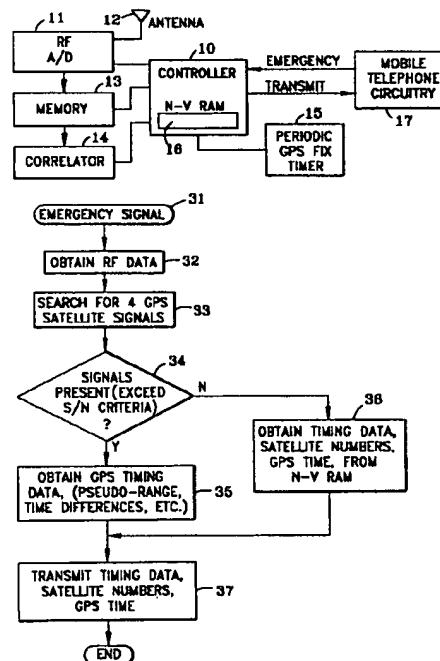 11
12
ANTENNA
RF
A/D
10
CONTROLLER
N-V RAM
16
EMERGENCY
TRANSMIT
MOBILE
TELEPHONE
CIRCUITRY
17
13
MEMORY
14
CORRELATOR
15
PERIODIC
GPS FIX
TIMER
31
EMERGENCY SIGNAL
OBTAIN RF DATA
32
SEARCH FOR 4 GPS
SATELLITE SIGNALS
33
34
SIGNALS
PRESENT(EXCEED
S/N CRITERIA)
?
N
Y
36
OBTAIN TIMING DATA,
SATELLITE NUMBERS,
GPS TIME, FROM
N-V RAM
OBTAIN GPS TIMING
DATA, (PSEUDO-RANGE,
TIME DIFFERENCES, ETC.)
35
TRANSMIT TIMING DATA,
SATELLITE NUMBERS,
GPS TIME
37
END